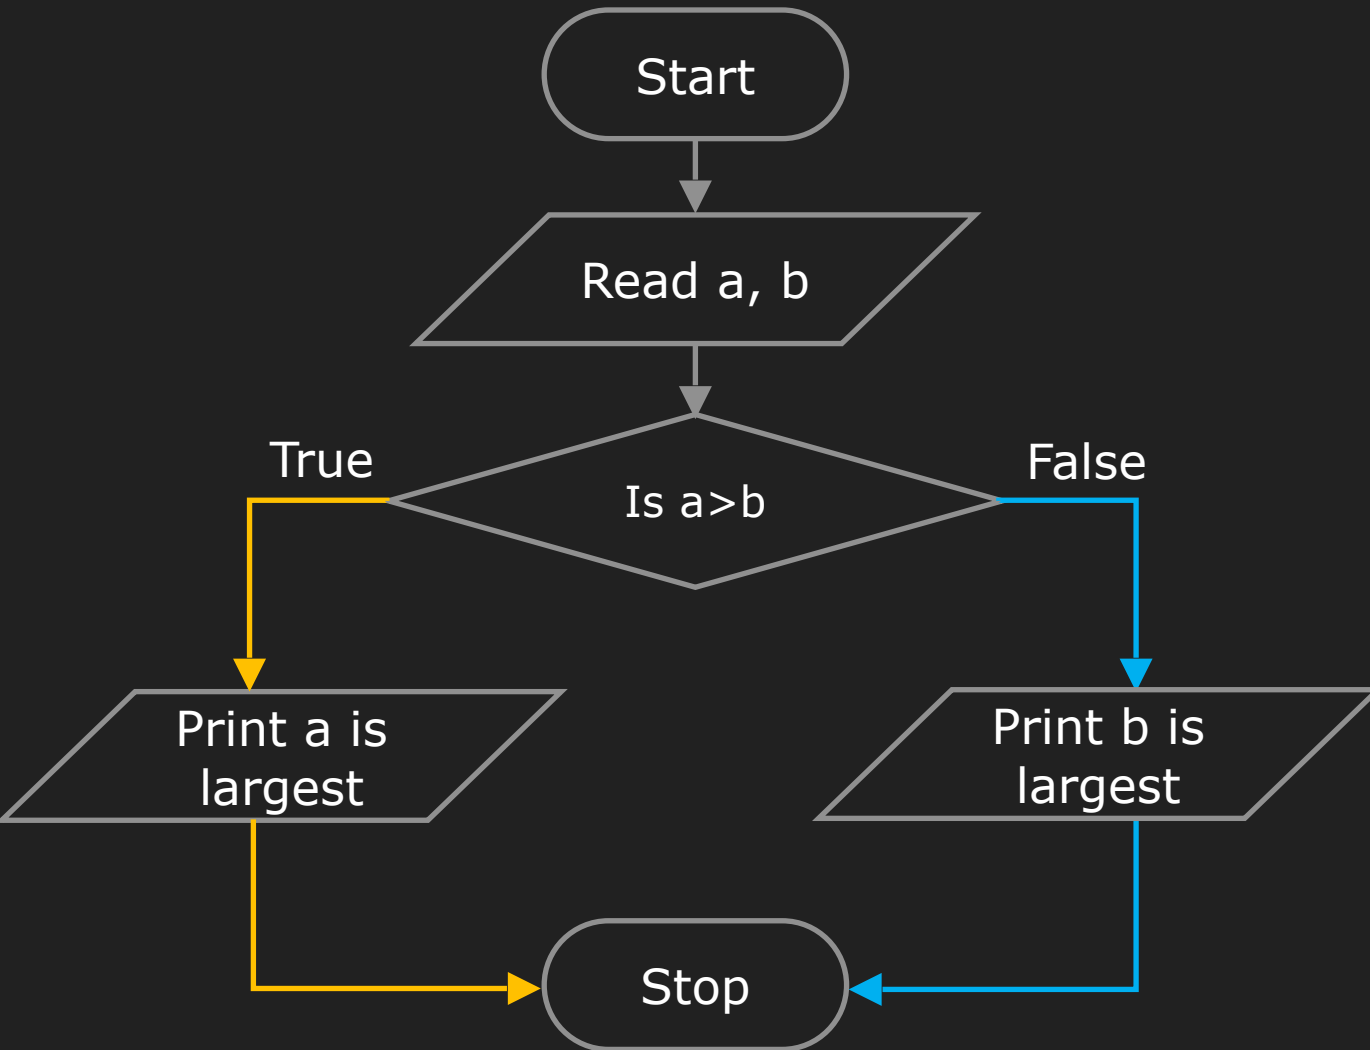 Start
Read a, b
True
Is a>b
False
Print a is
largest
Print b is
largest
Stop